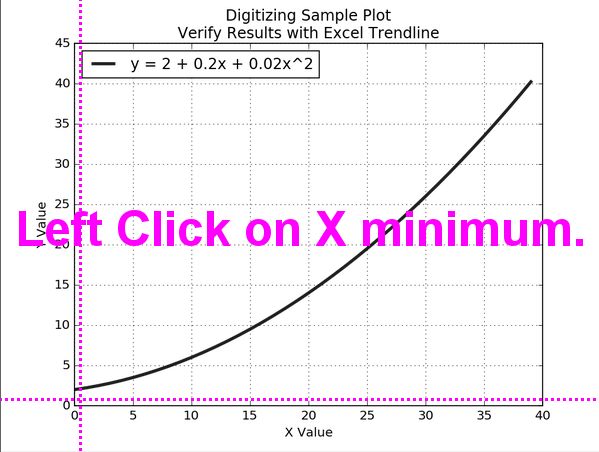 Digitizing Sample Plot
Verify Results with Excel Trendline
y = 2 + 0.2x + 0.02x^2
45
40
35
30
25
20
15
10
5
0
Y Value
Left Click on X minimum.
0 5 10 15 20 25 30 35 40
X Value